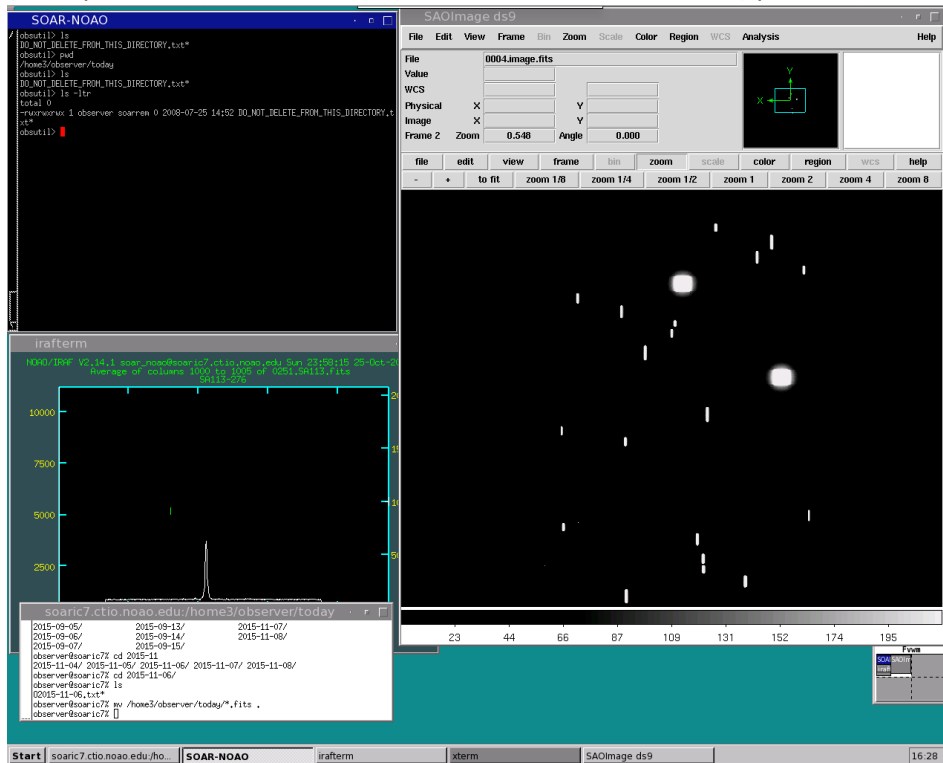 SOAR-NOAO
obsutil> ls
DO_NOT_DELETE_FROM_THIS_DIRECTORY.txt*
obsutil> pwd
/home3/observer/today
obsutil> ls
DO_NOT_DELETE_FROM_THIS_DIRECTORY.txt*
obsutil> ls -ltr
total 0
-rwxrwxrwx 1 observer soarrem 0 2008-07-25 14:52 DO_NOT_DELETE_FROM_THIS_DIRECTORY.t
xt*
obsutil>
SAOImage ds9
File Edit View Frame Bin Zoom Scale Color Region WCS Analysis Help
File 0004.image.fits
Value
WCS
Physical X Y
Image X Y
Frame 2 Zoom 0.548 Angle 0.000
Y
X
file edit view frame bin zoom scale color region wcs help
- + to fit zoom 1/8 zoom 1/4 zoom 1/2 zoom 1 zoom 2 zoom 4 zoom 8
23 44 66 87 109 131 152 174 195
irafterm
NOAO/IRAF V2.14.1 soar_noao@soaric7.ctio.noao.edu Sun 23:58:15 25-Oct-20
Average of columns 1000 to 1005 of 0251.SA113.fits
SA113-276
10000
7500
5000
2500
soaric7.ctio.noao.edu:/home3/observer/today
2015-09-05/ 2015-09-13/ 2015-11-07/
2015-09-06/ 2015-09-14/ 2015-11-08/
2015-09-07/ 2015-09-15/
observer@soaric7% cd 2015-11
2015-11-04/ 2015-11-05/ 2015-11-06/ 2015-11-07/ 2015-11-08/
observer@soaric7% cd 2015-11-06/
observer@soaric7% ls
02015-11-06.txt*
observer@soaric7% mv /home3/observer/today/*.fits .
observer@soaric7%
Fvwm
SOAI SAOIm
iraft
Start soaric7.ctio.noao.edu:/ho... SOAR-NOAO irafterm xterm SAOImage ds9 16:28